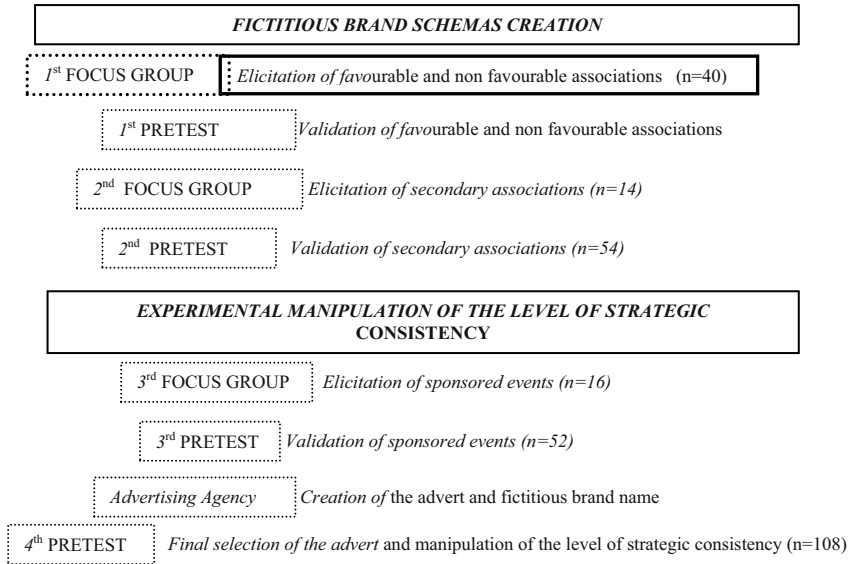 FICTITIOUS BRAND SCHEMAS CREATION
1st FOCUS GROUP Elicitation of favourable and non favourable associations (n=40)
1st PRETEST Validation of favourable and non favourable associations
2nd FOCUS GROUP Elicitation of secondary associations (n=14)
2nd PRETEST Validation of secondary associations (n=54)
EXPERIMENTAL MANIPULATION OF THE LEVEL OF STRATEGIC
CONSISTENCY
3rd FOCUS GROUP Elicitation of sponsored events (n=16)
3rd PRETEST Validation of sponsored events (n=52)
Advertising Agency Creation of the advert and fictitious brand name
4th PRETEST Final selection of the advert and manipulation of the level of strategic consistency (n=108)